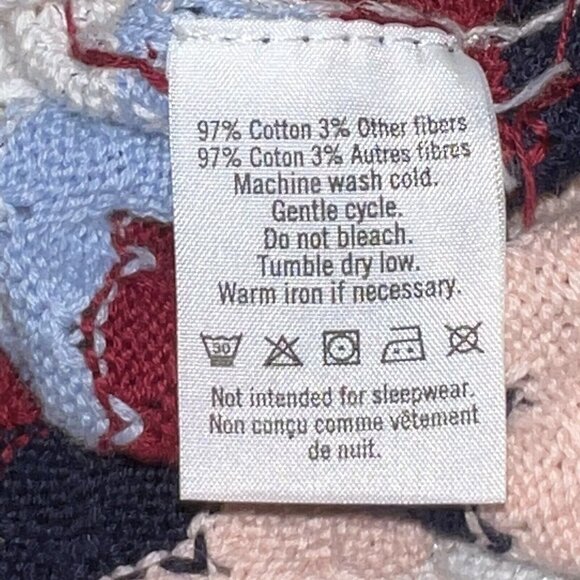 97% Cotton 3% Other fibers
97% Coton 3% Autres fibres
Machine wash cold.
Gentle cycle.
Do not bleach.
Tumble dry low.
Warm iron if necessary.
30
Not intended for sleepwear.
Non conçu comme vêtement
de nuit.